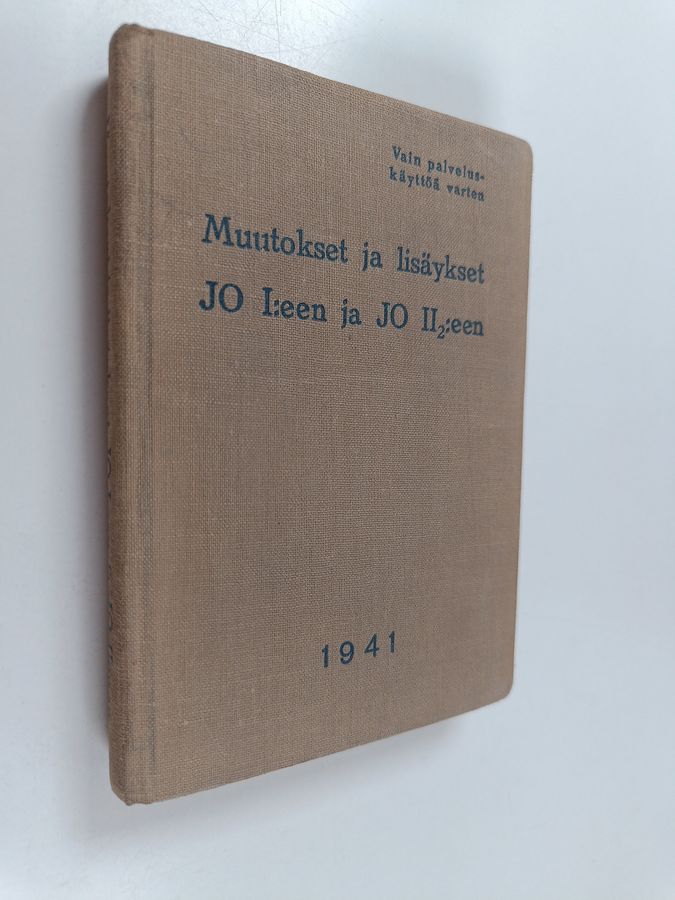 Vain palvelus-
käyttöä varten
Muutokset ja lisäykset
JO I:een ja JO II₂:een
1941